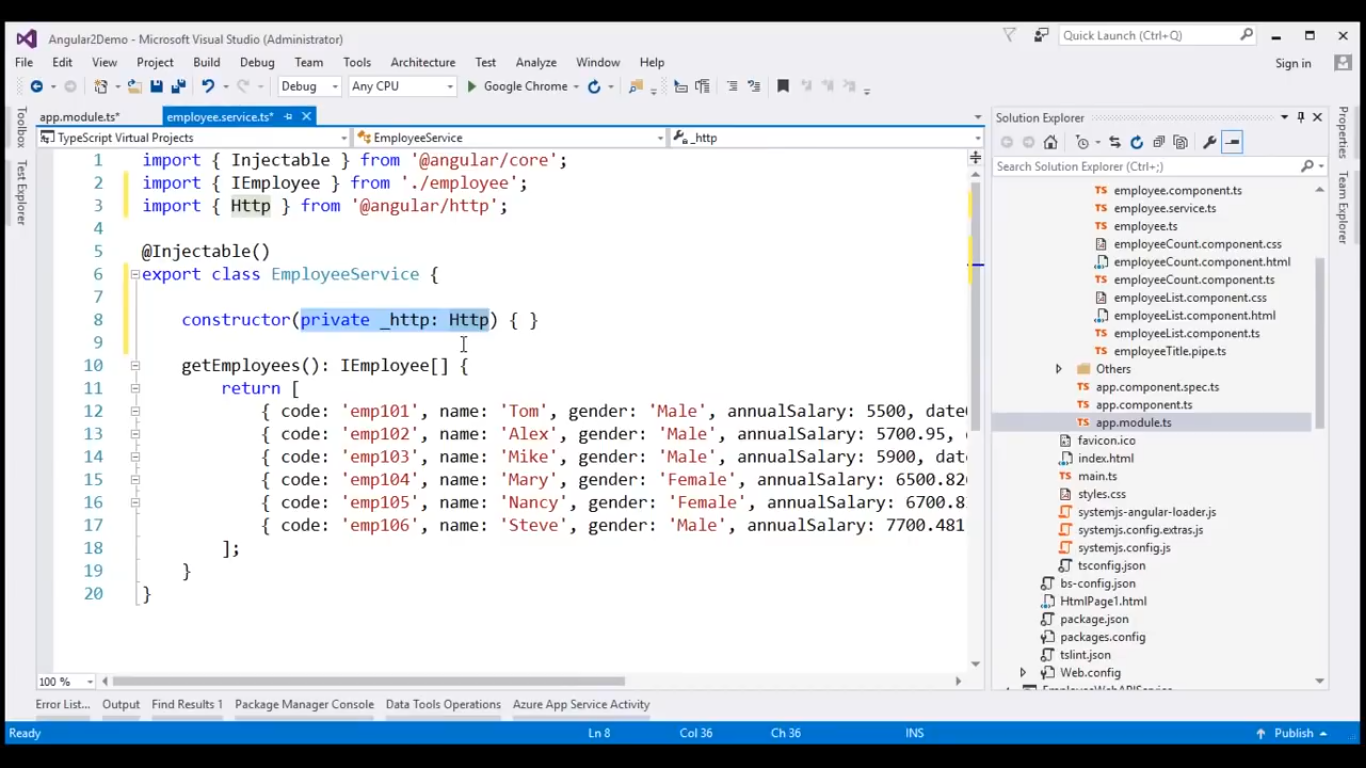 Angular2Demo - Microsoft Visual Studio (Administrator)
Quick Launch (Ctrl+Q)
File Edit View Project Build Debug Team Tools Architecture Test Analyze Window Help
Sign in
Debug Any CPU Google Chrome
app.module.ts* employee.service.ts*
TypeScript Virtual Projects EmployeeService _http
Toolbox
Test Explorer
1 import { Injectable } from '@angular/core';
2 import { IEmployee } from './employee';
3 import { Http } from '@angular/http';
4
5 @Injectable()
6 export class EmployeeService {
7
8 constructor(private _http: Http) { }
9
10 getEmployees(): IEmployee[] {
11 return [
12 { code: 'emp101', name: 'Tom', gender: 'Male', annualSalary: 5500,
13 { code: 'emp102', name: 'Alex', gender: 'Male', annualSalary: 5700.95,
14 { code: 'emp103', name: 'Mike', gender: 'Male', annualSalary: 5900, date
15 { code: 'emp104', name: 'Mary', gender: 'Female', annualSalary: 6500.826
16 { code: 'emp105', name: 'Nancy', gender: 'Female', annualSalary: 6700.8
17 { code: 'emp106', name: 'Steve', gender: 'Male', annualSalary: 7700.481
18 ];
19 }
20 }
100 %
Solution Explorer
Search Solution Explorer (Ctrl+;)
employee.component.ts
employee.service.ts
employee.ts
employeeCount.component.css
employeeCount.component.html
employeeCount.component.ts
employeeList.component.css
employeeList.component.html
employeeList.component.ts
employeeTitle.pipe.ts
Others
app.component.spec.ts
app.component.ts
app.module.ts
favicon.ico
index.html
main.ts
styles.css
systemjs-angular-loader.js
systemjs.config.extras.js
systemjs.config.js
tsconfig.json
bs-config.json
HtmlPage1.html
package.json
packages.config
tslint.json
Web.config
Properties
Team Explorer
Error List... Output Find Results 1 Package Manager Console Data Tools Operations Azure App Service Activity
Ready Ln 8 Col 36 Ch 36 INS Publish